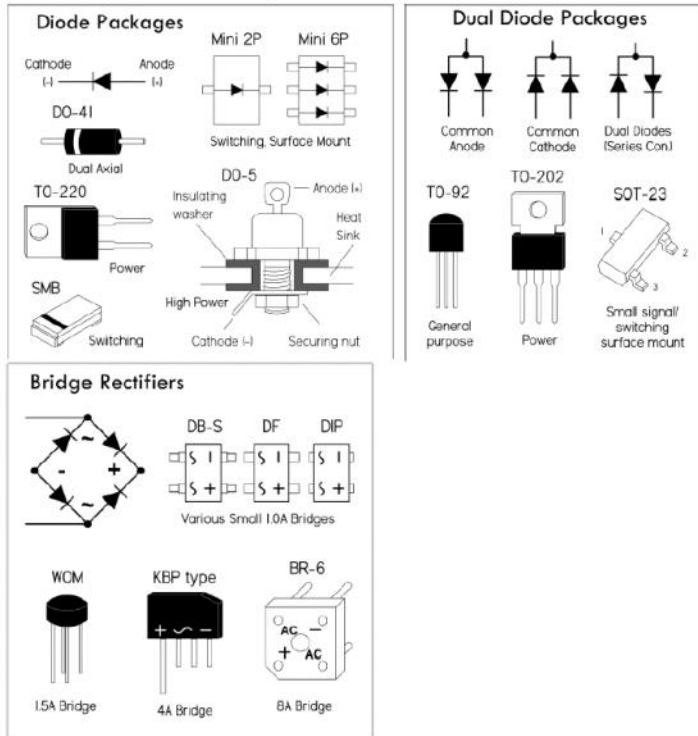 Diode Packages
Cathode
(-)
Anode
(+)
Mini 2P
Mini 6P
Switching, Surface Mount
DO-41
Dual Axial
TO-220
Power
SMB
Switching
DO-5
Insulating
washer
Anode (+)
Heat
Sink
High Power
Cathode (-)
Securing nut
Dual Diode Packages
Common
Anode
Common
Cathode
Dual Diodes
(Series Con.)
TO-92
General
purpose
TO-202
Power
SOT-23
1
2
3
Small signal/
switching
surface mount
Bridge Rectifiers
~
- +
~
DB-S
DF
DIP
Various Small 1.0A Bridges
WOM
1.5A Bridge
KBP type
+ ~ -
4A Bridge
BR-6
AC -
+ AC
8A Bridge